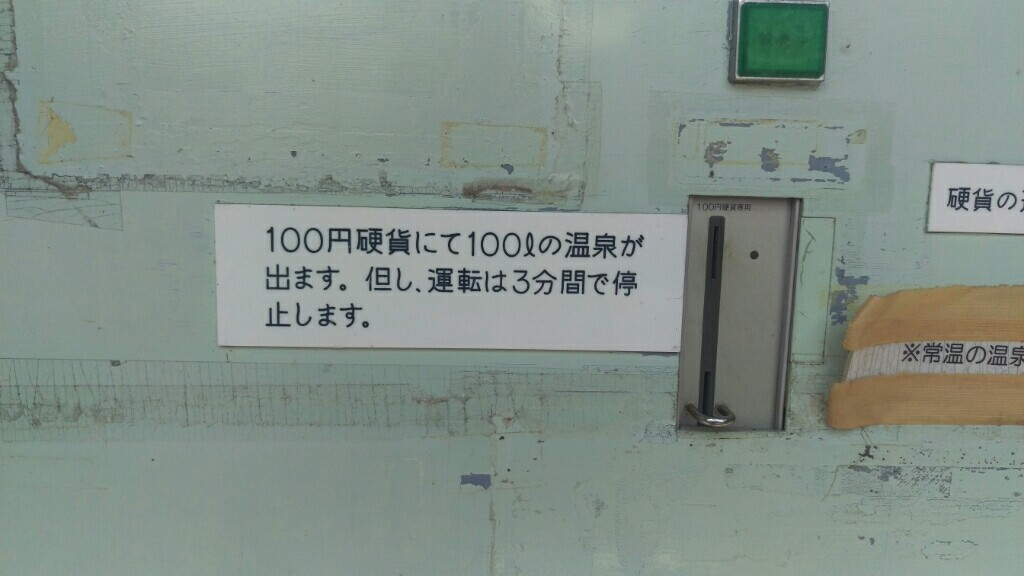 100円硬貨専用
100円硬貨にて100ℓの温泉が
出ます。但し、運転は3分間で停
止します。
硬貨の
※常温の温泉